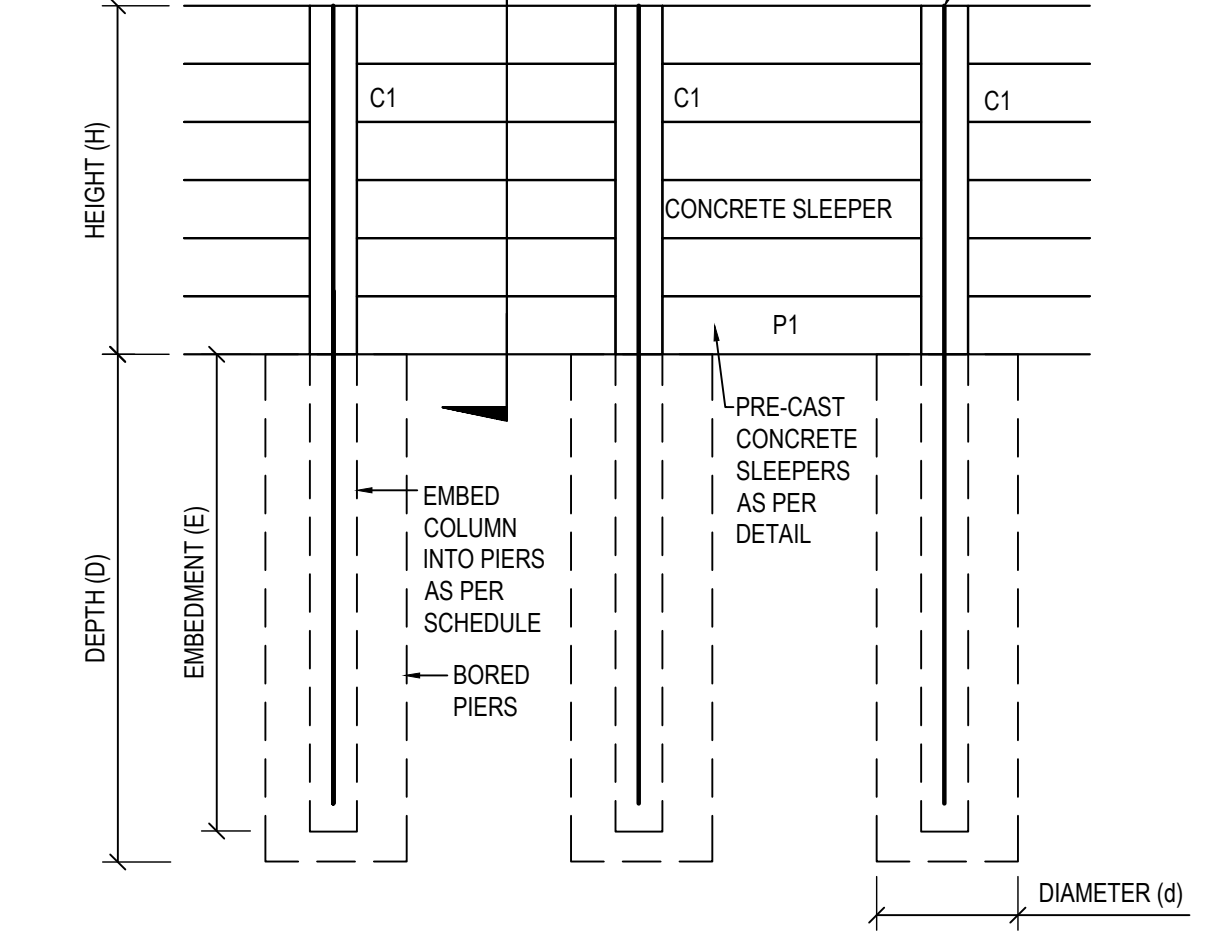 C1
C1
C1
HEIGHT (H)
CONCRETE SLEEPER
P1
PRE-CAST
CONCRETE
SLEEPERS
AS PER
DETAIL
EMBED
COLUMN
INTO PIERS
AS PER
SCHEDULE
BORED
PIERS
EMBEDMENT (E)
DEPTH (D)
DIAMETER (d)